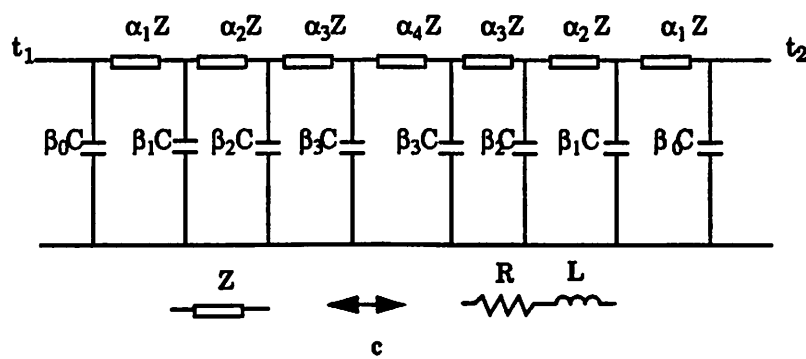 α₁Z α₂Z α₃Z α₄Z α₃Z α₂Z α₁Z
t₁ t₂
β₀C β₁C β₂C β₃C β₃C β₂C β₁C β₀C
Z R L
c